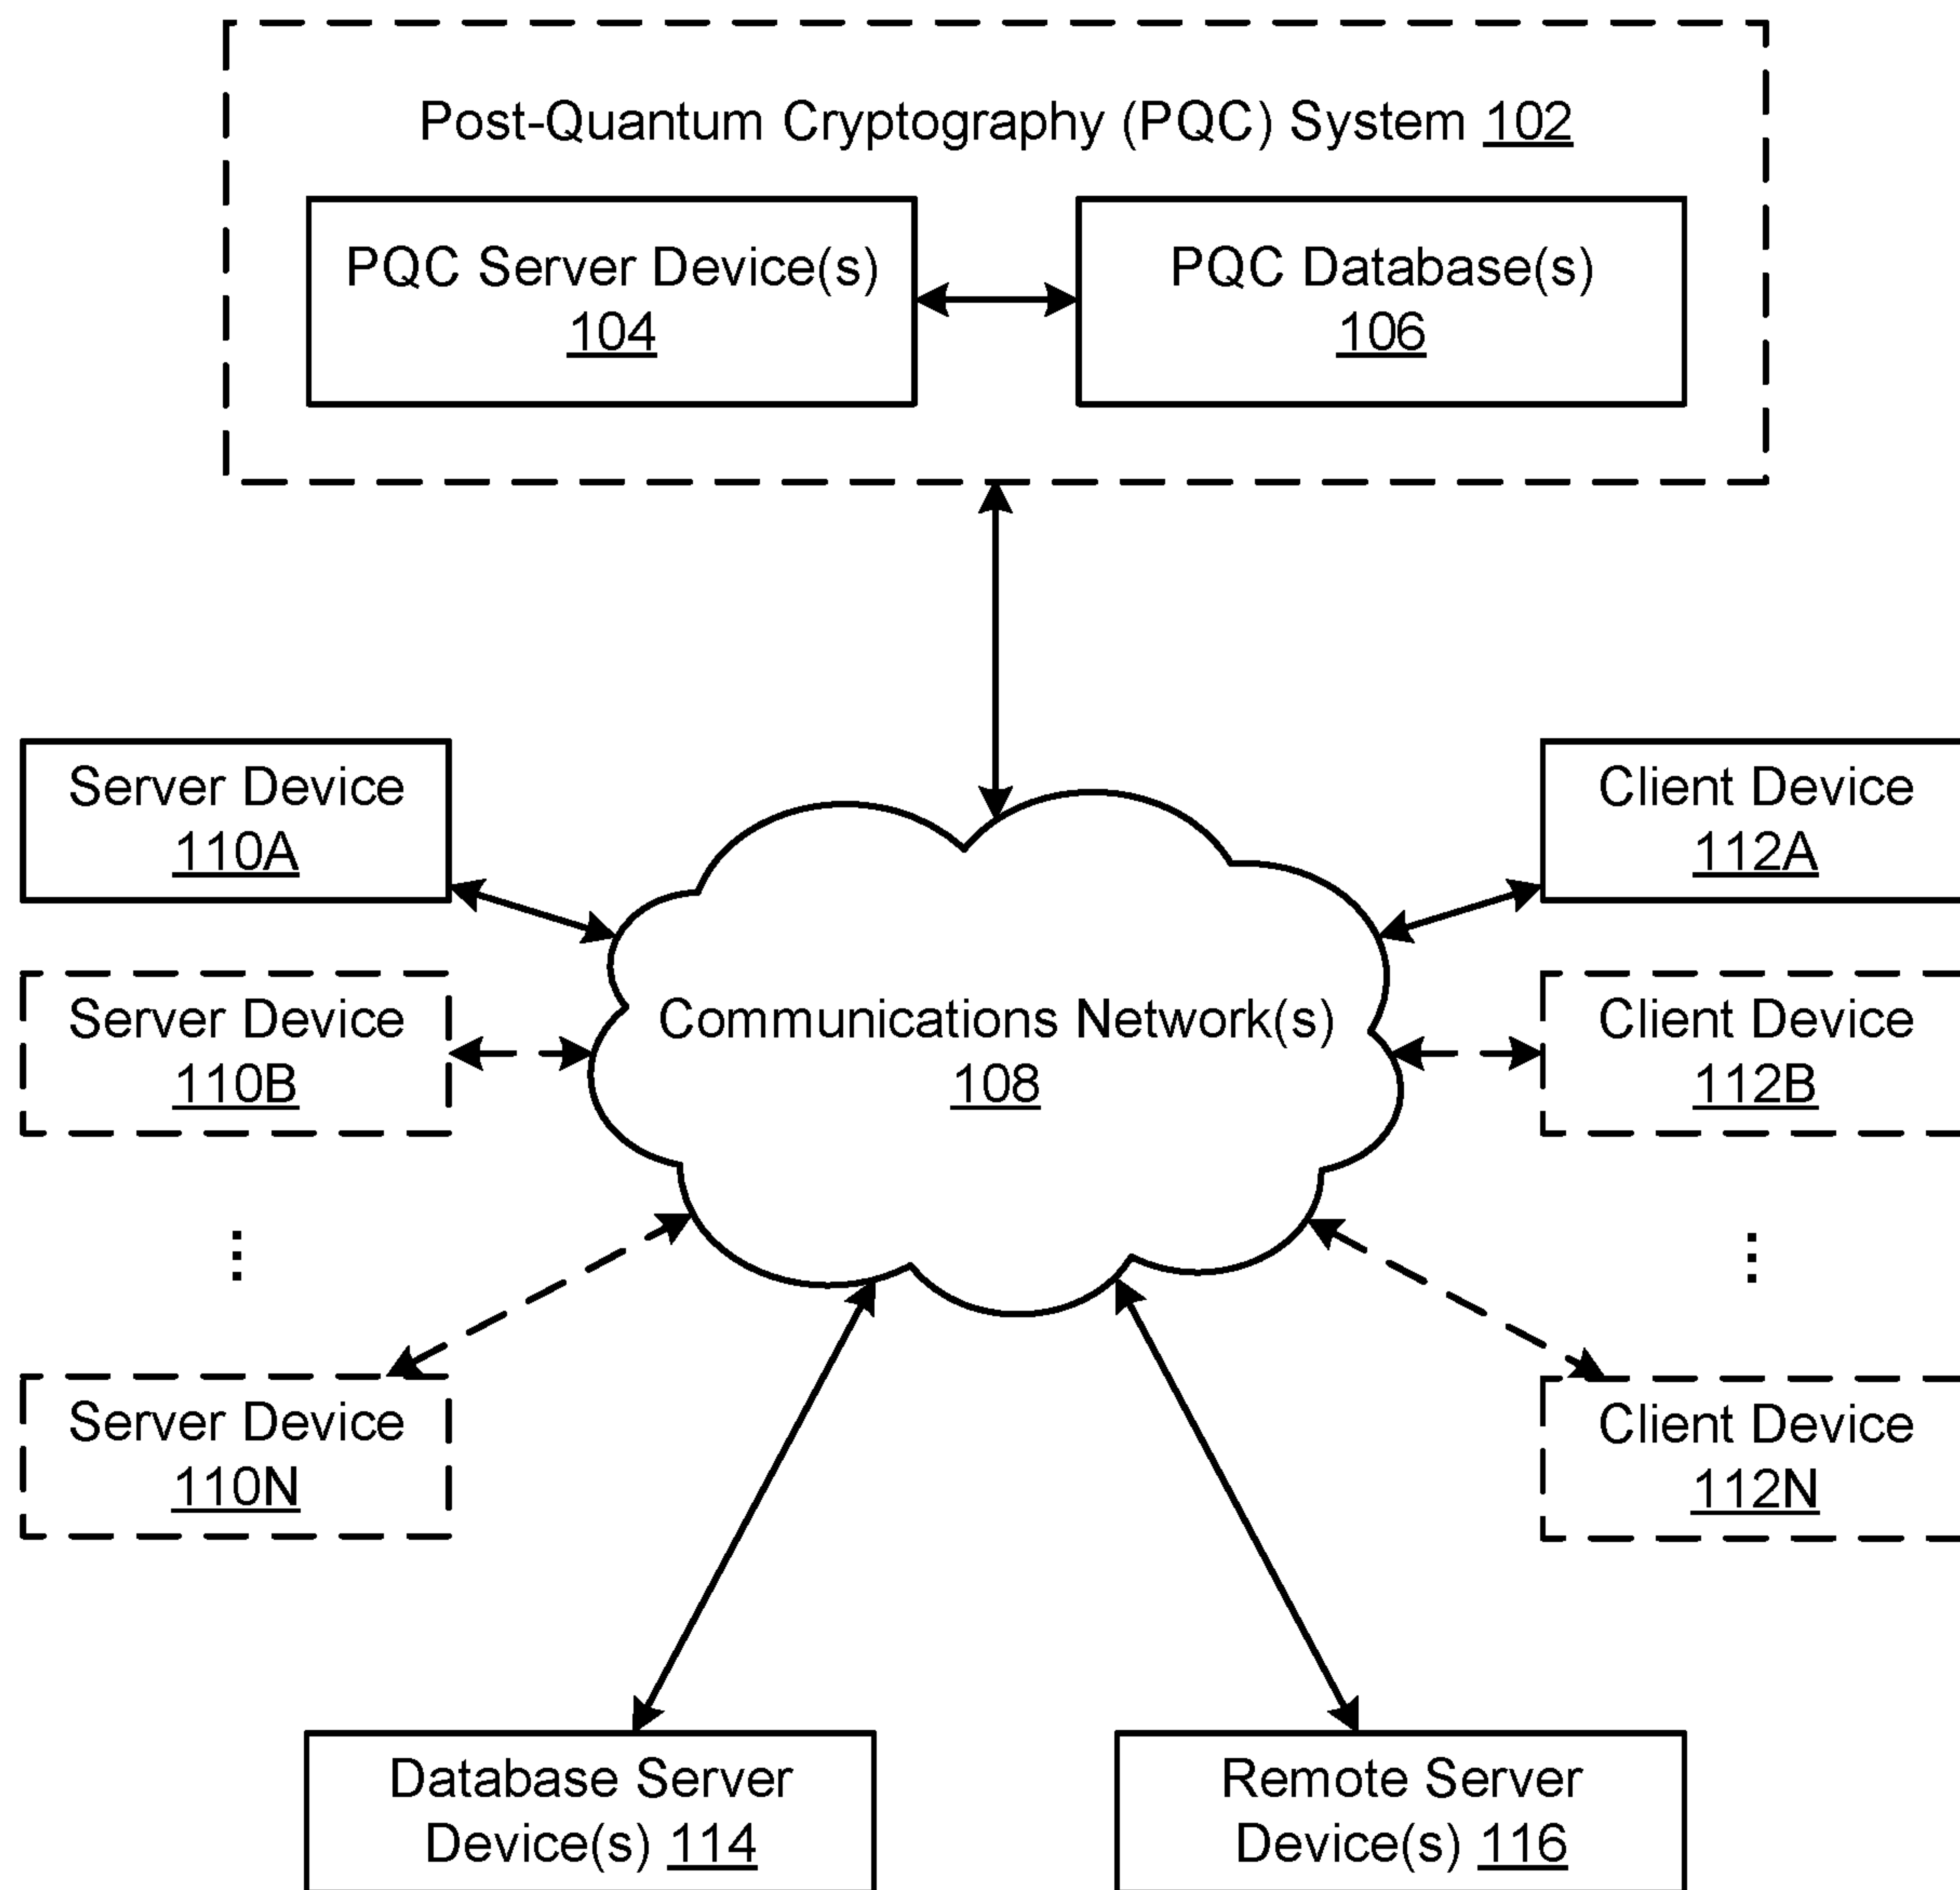 Post-Quantum Cryptography (PQC) System 102
PQC Server Device(s)
104
PQC Database(s)
106
Server Device
110A
Client Device
112A
Server Device
110B
Communications Network(s)
108
Client Device
112B
⋮
⋮
Server Device
110N
Client Device
112N
Database Server
Device(s) 114
Remote Server
Device(s) 116